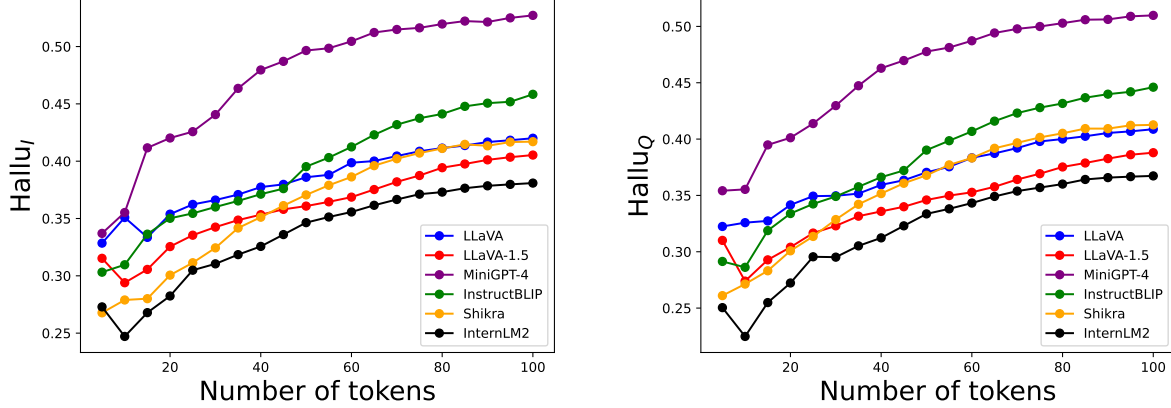 Hallu_I
0.50
0.45
0.40
0.35
0.30
0.25
20
40
60
80
100
Number of tokens
LLaVA
LLaVA-1.5
MiniGPT-4
InstructBLIP
Shikra
InternLM2
Hallu_Q
0.50
0.45
0.40
0.35
0.30
0.25
20
40
60
80
100
Number of tokens
LLaVA
LLaVA-1.5
MiniGPT-4
InstructBLIP
Shikra
InternLM2